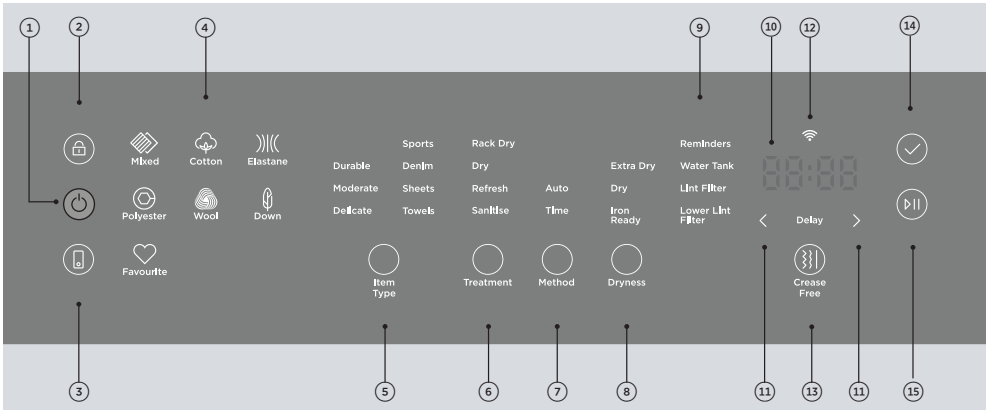 1
2
4
9
10
12
14
Mixed
Cotton
Elastane
Polyester
Wool
Down
Favourite
Durable
Moderate
Delicate
Sports
Denim
Sheets
Towels
Item
Type
Rack Dry
Dry
Refresh
Sanitise
Treatment
Auto
Time
Method
Extra Dry
Dry
Iron
Ready
Dryness
Reminders
Water Tank
Lint Filter
Lower Lint
Filter
88:88
< Delay >
Crease
Free
3
5
6
7
8
11
13
11
15